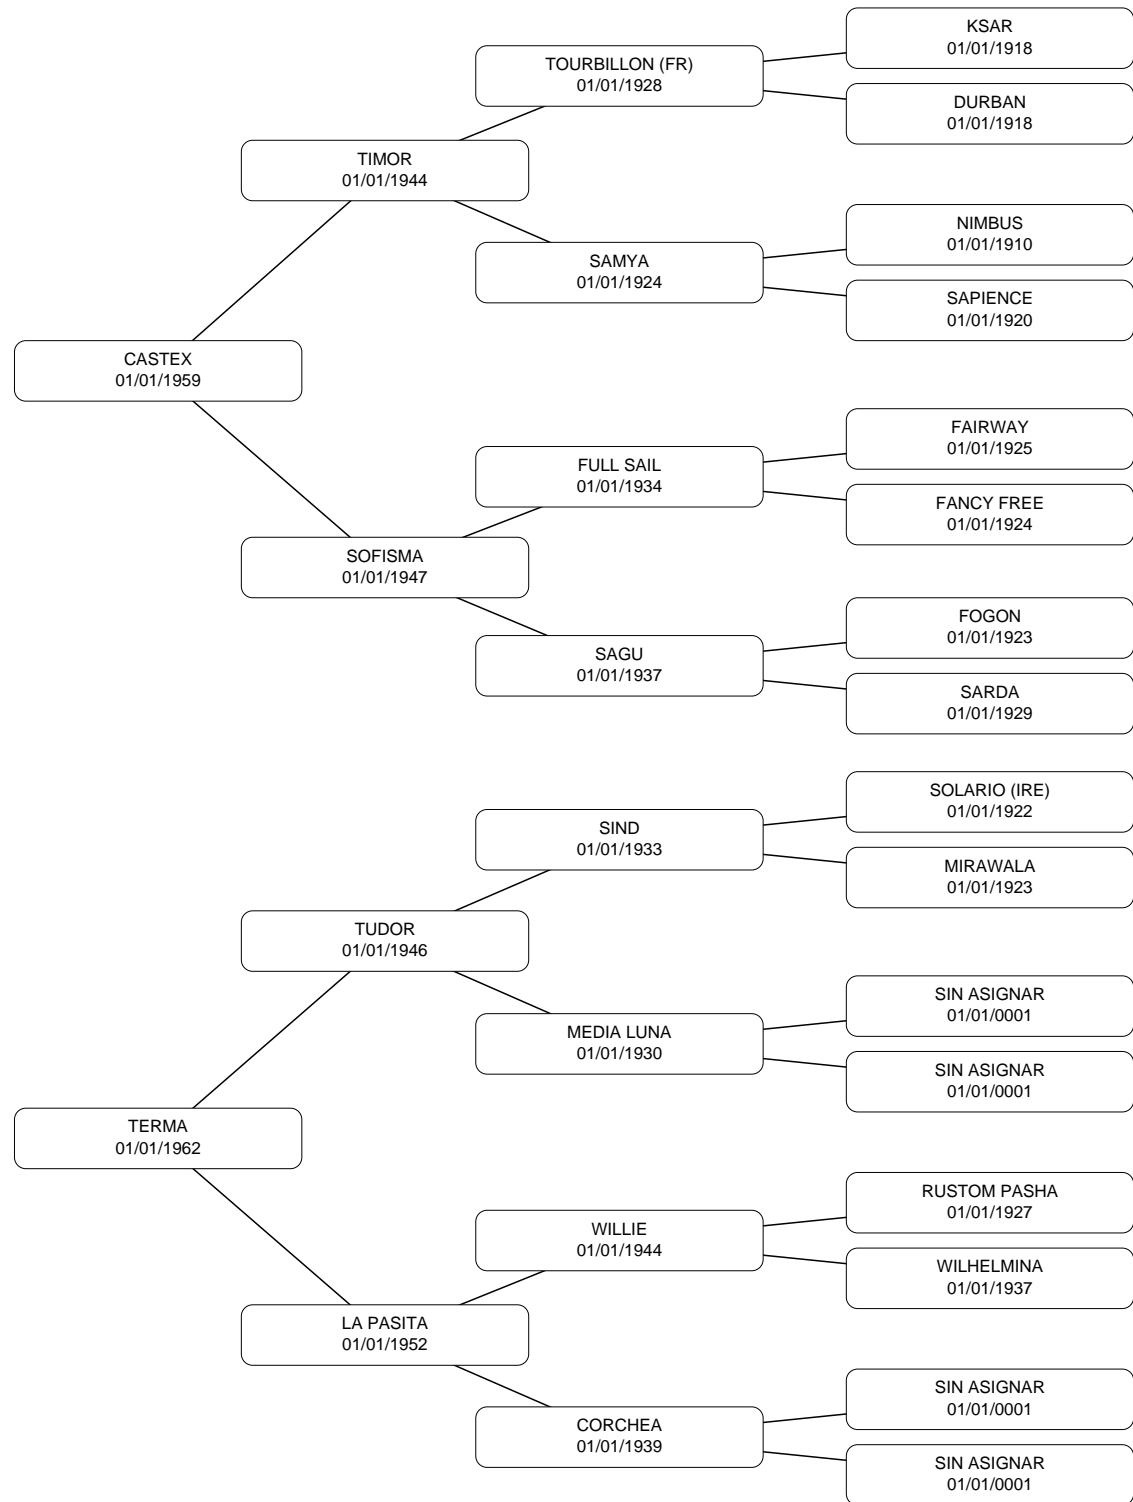 KSAR
01/01/1918
TOURBILLON (FR)
01/01/1928
DURBAN
01/01/1918
TIMOR
01/01/1944
NIMBUS
01/01/1910
SAMYA
01/01/1924
SAPIENCE
01/01/1920
CASTEX
01/01/1959
FAIRWAY
01/01/1925
FULL SAIL
01/01/1934
FANCY FREE
01/01/1924
SOFISMA
01/01/1947
FOGON
01/01/1923
SAGU
01/01/1937
SARDA
01/01/1929
SOLARIO (IRE)
01/01/1922
SIND
01/01/1933
MIRAWALA
01/01/1923
TUDOR
01/01/1946
SIN ASIGNAR
01/01/0001
MEDIA LUNA
01/01/1930
SIN ASIGNAR
01/01/0001
TERMA
01/01/1962
RUSTOM PASHA
01/01/1927
WILLIE
01/01/1944
WILHELMINA
01/01/1937
LA PASITA
01/01/1952
SIN ASIGNAR
01/01/0001
CORCHEA
01/01/1939
SIN ASIGNAR
01/01/0001